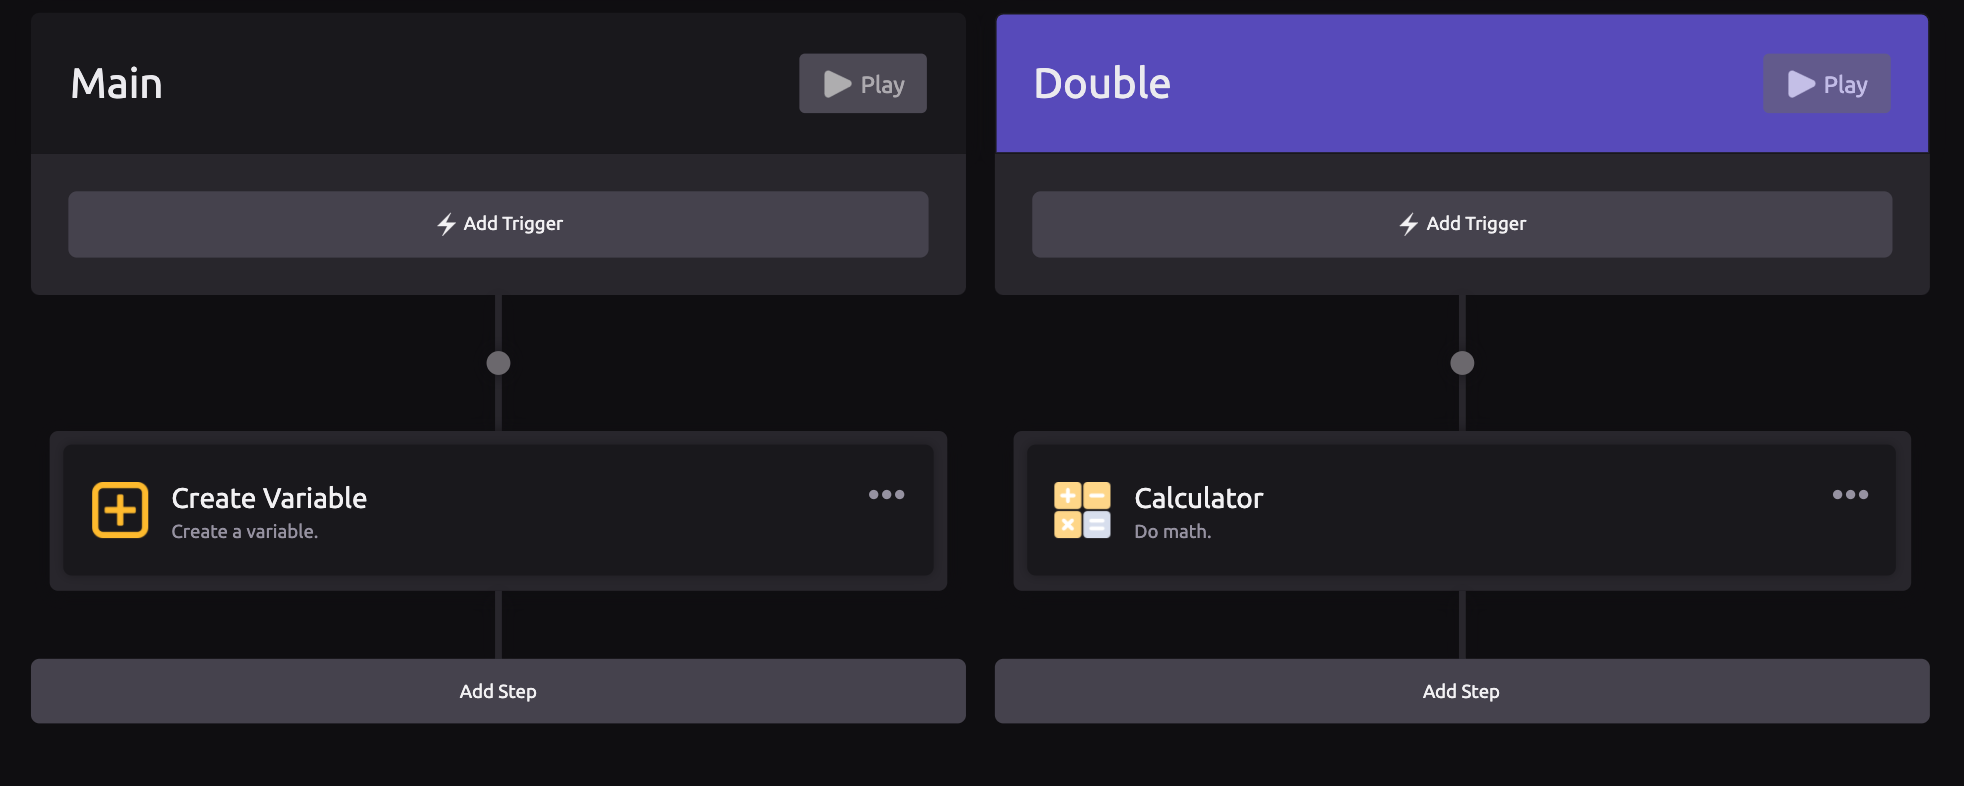 Main
Play
Add Trigger
Create Variable
Create a variable.
Add Step
Double
Play
Add Trigger
Calculator
Do math.
Add Step